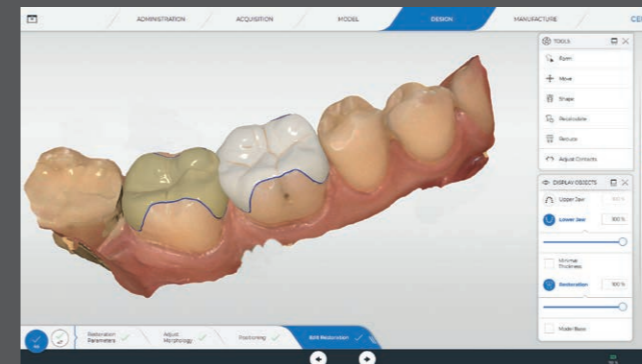 ADMINISTRATION
ACQUISITION
MODEL
DESIGN
MANUFACTURE
TOOLS
Form
Move
Shape
Recalculate
Reduce
Adjust Contacts
DISPLAY OBJECTS
Upper Jaw
Lower Jaw 100 %
Minimal
Thickness
Restoration 100 %
Model Base
Restoration
Parameters
Adjust
Morphology
Positioning
Edit Restoration